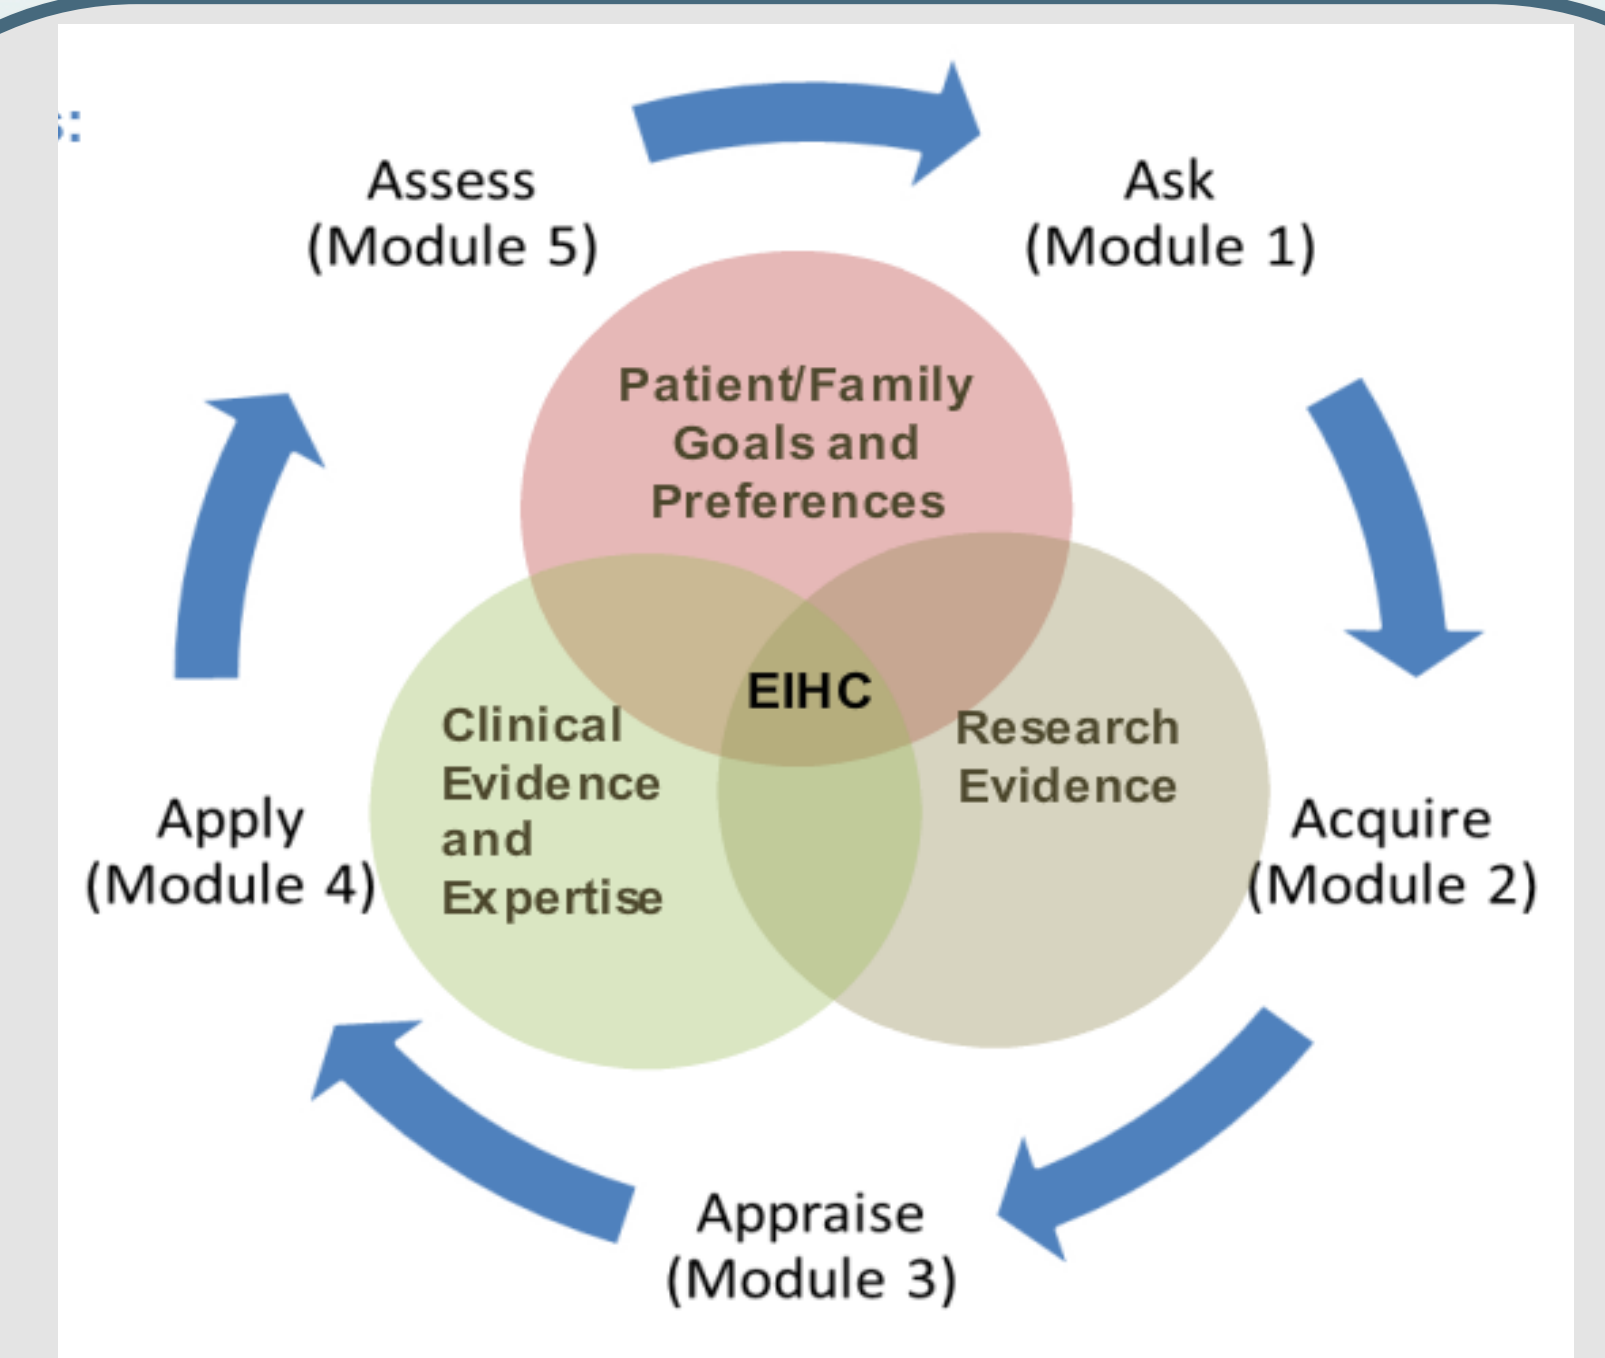 s:
Assess
(Module 5)
Ask
(Module 1)
Patient/Family
Goals and
Preferences
EIHC
Clinical
Evidence
and
Expertise
Research
Evidence
Apply
(Module 4)
Acquire
(Module 2)
Appraise
(Module 3)